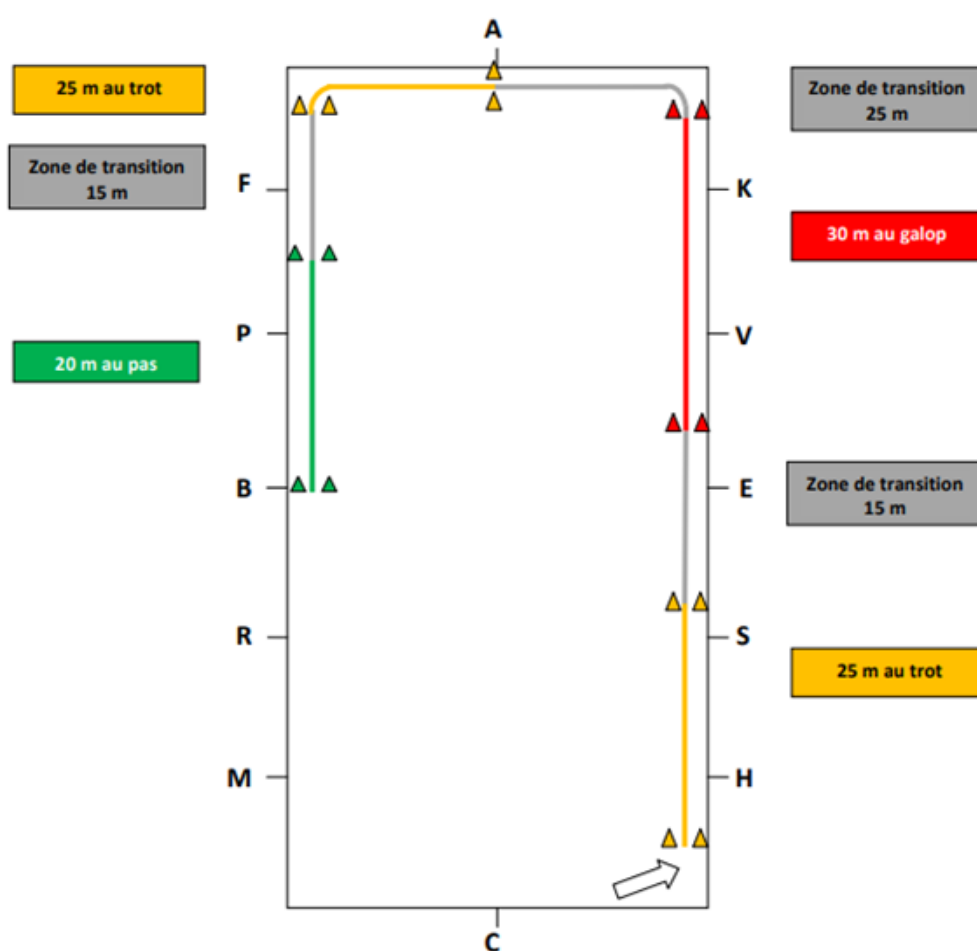 A
25 m au trot
Zone de transition
25 m
Zone de transition
15 m
F
K
30 m au galop
P
V
20 m au pas
B
E
Zone de transition
15 m
R
S
25 m au trot
M
H
C